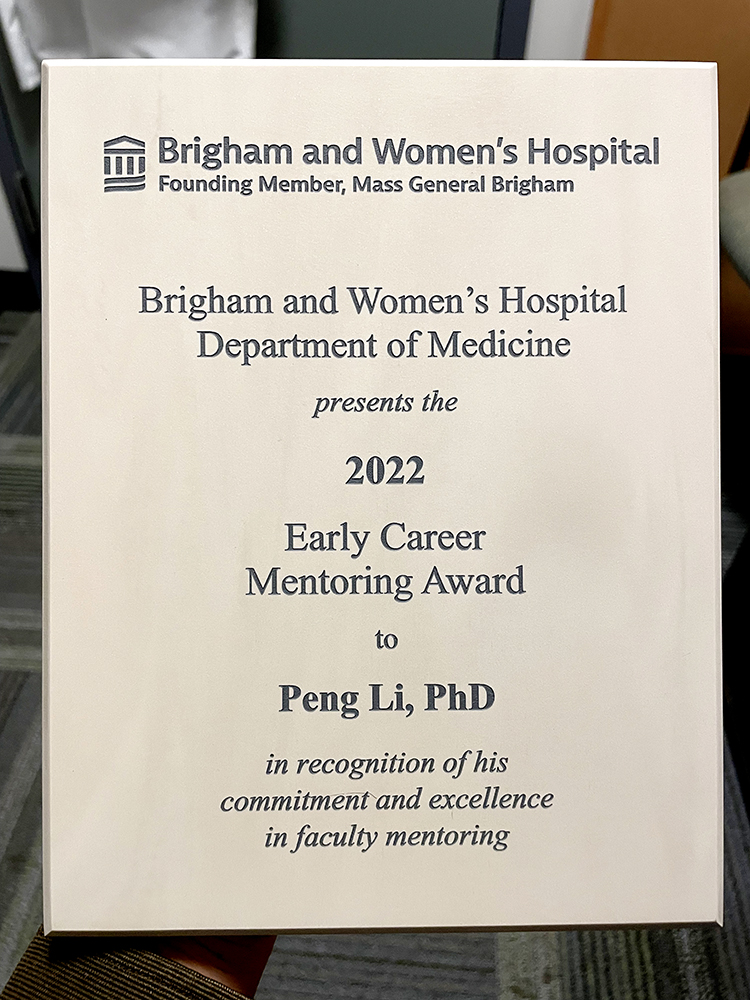 Brigham and Women's Hospital
Founding Member, Mass General Brigham
Brigham and Women's Hospital
Department of Medicine
presents the
2022
Early Career
Mentoring Award
to
Peng Li, PhD
in recognition of his
commitment and excellence
in faculty mentoring